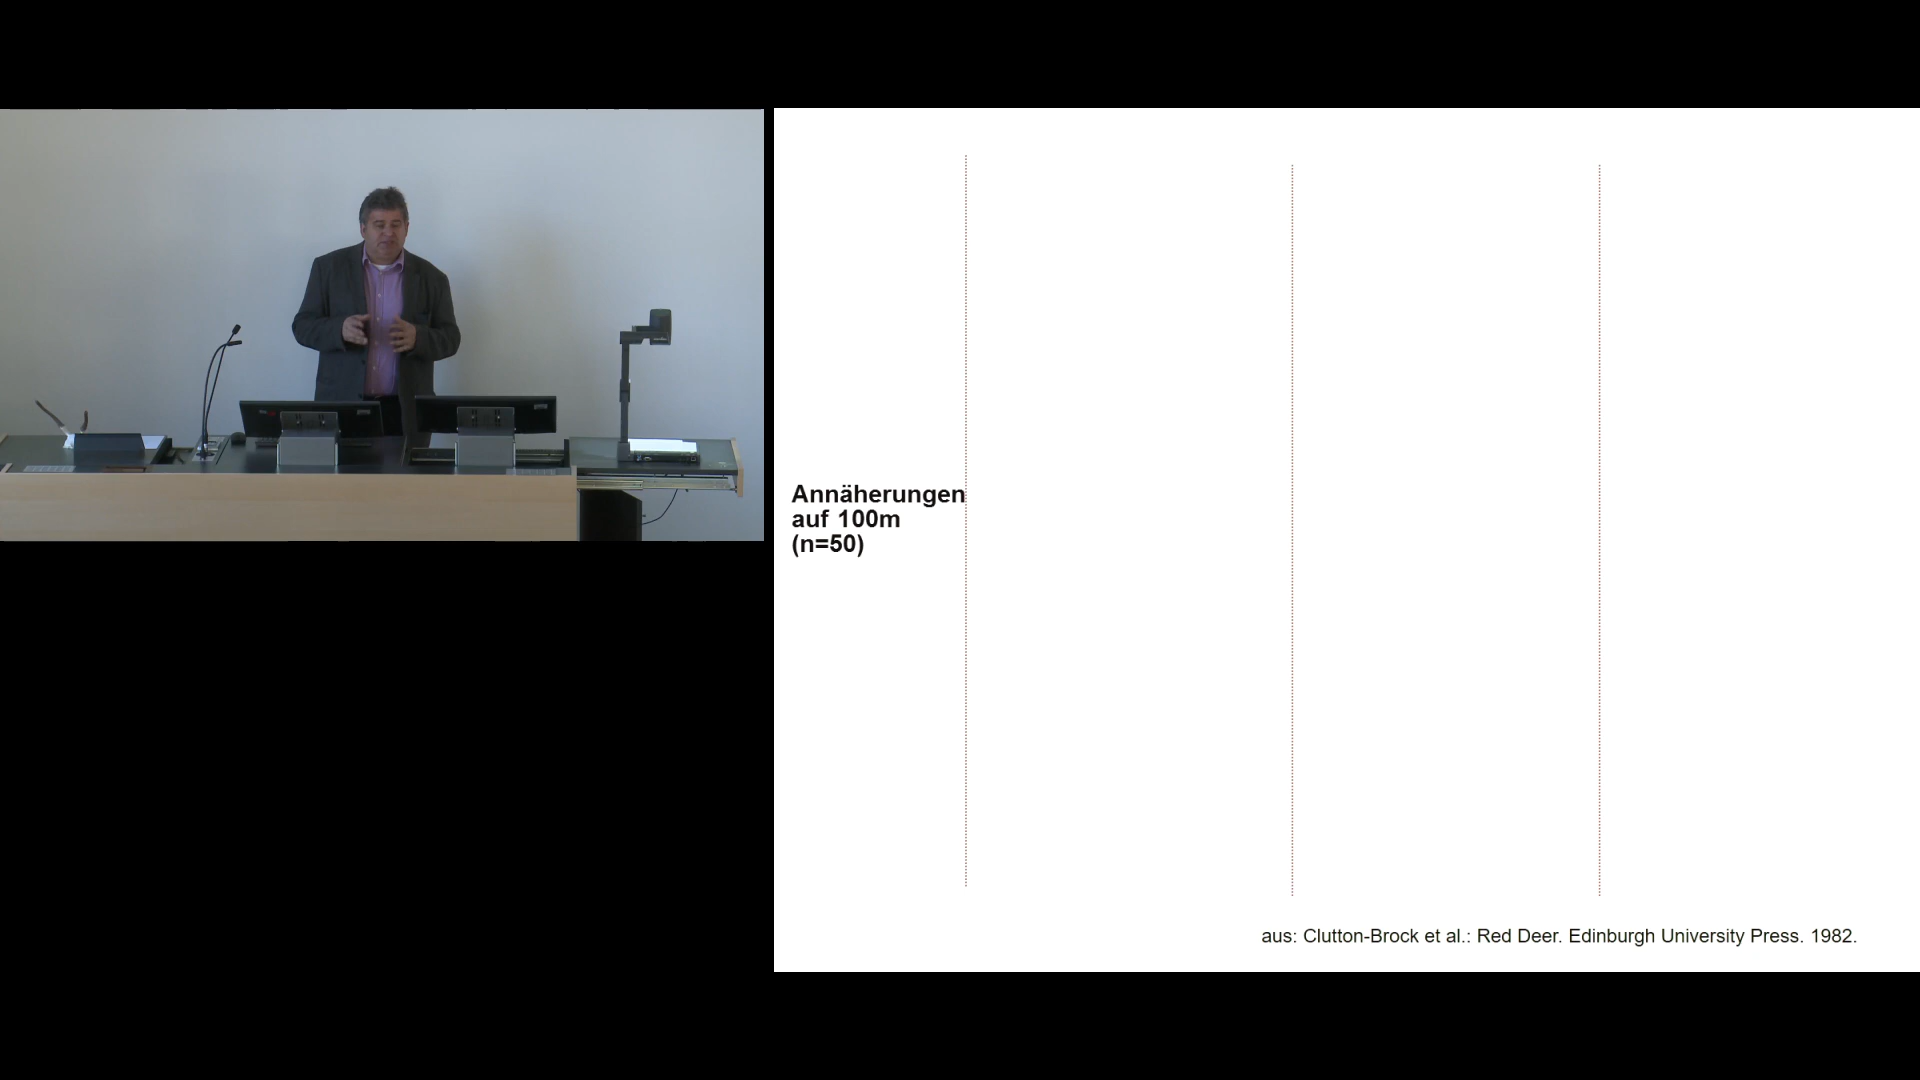 Annäherungen
auf 100m
(n=50)
aus: Clutton-Brock et al.: Red Deer. Edinburgh University Press. 1982.